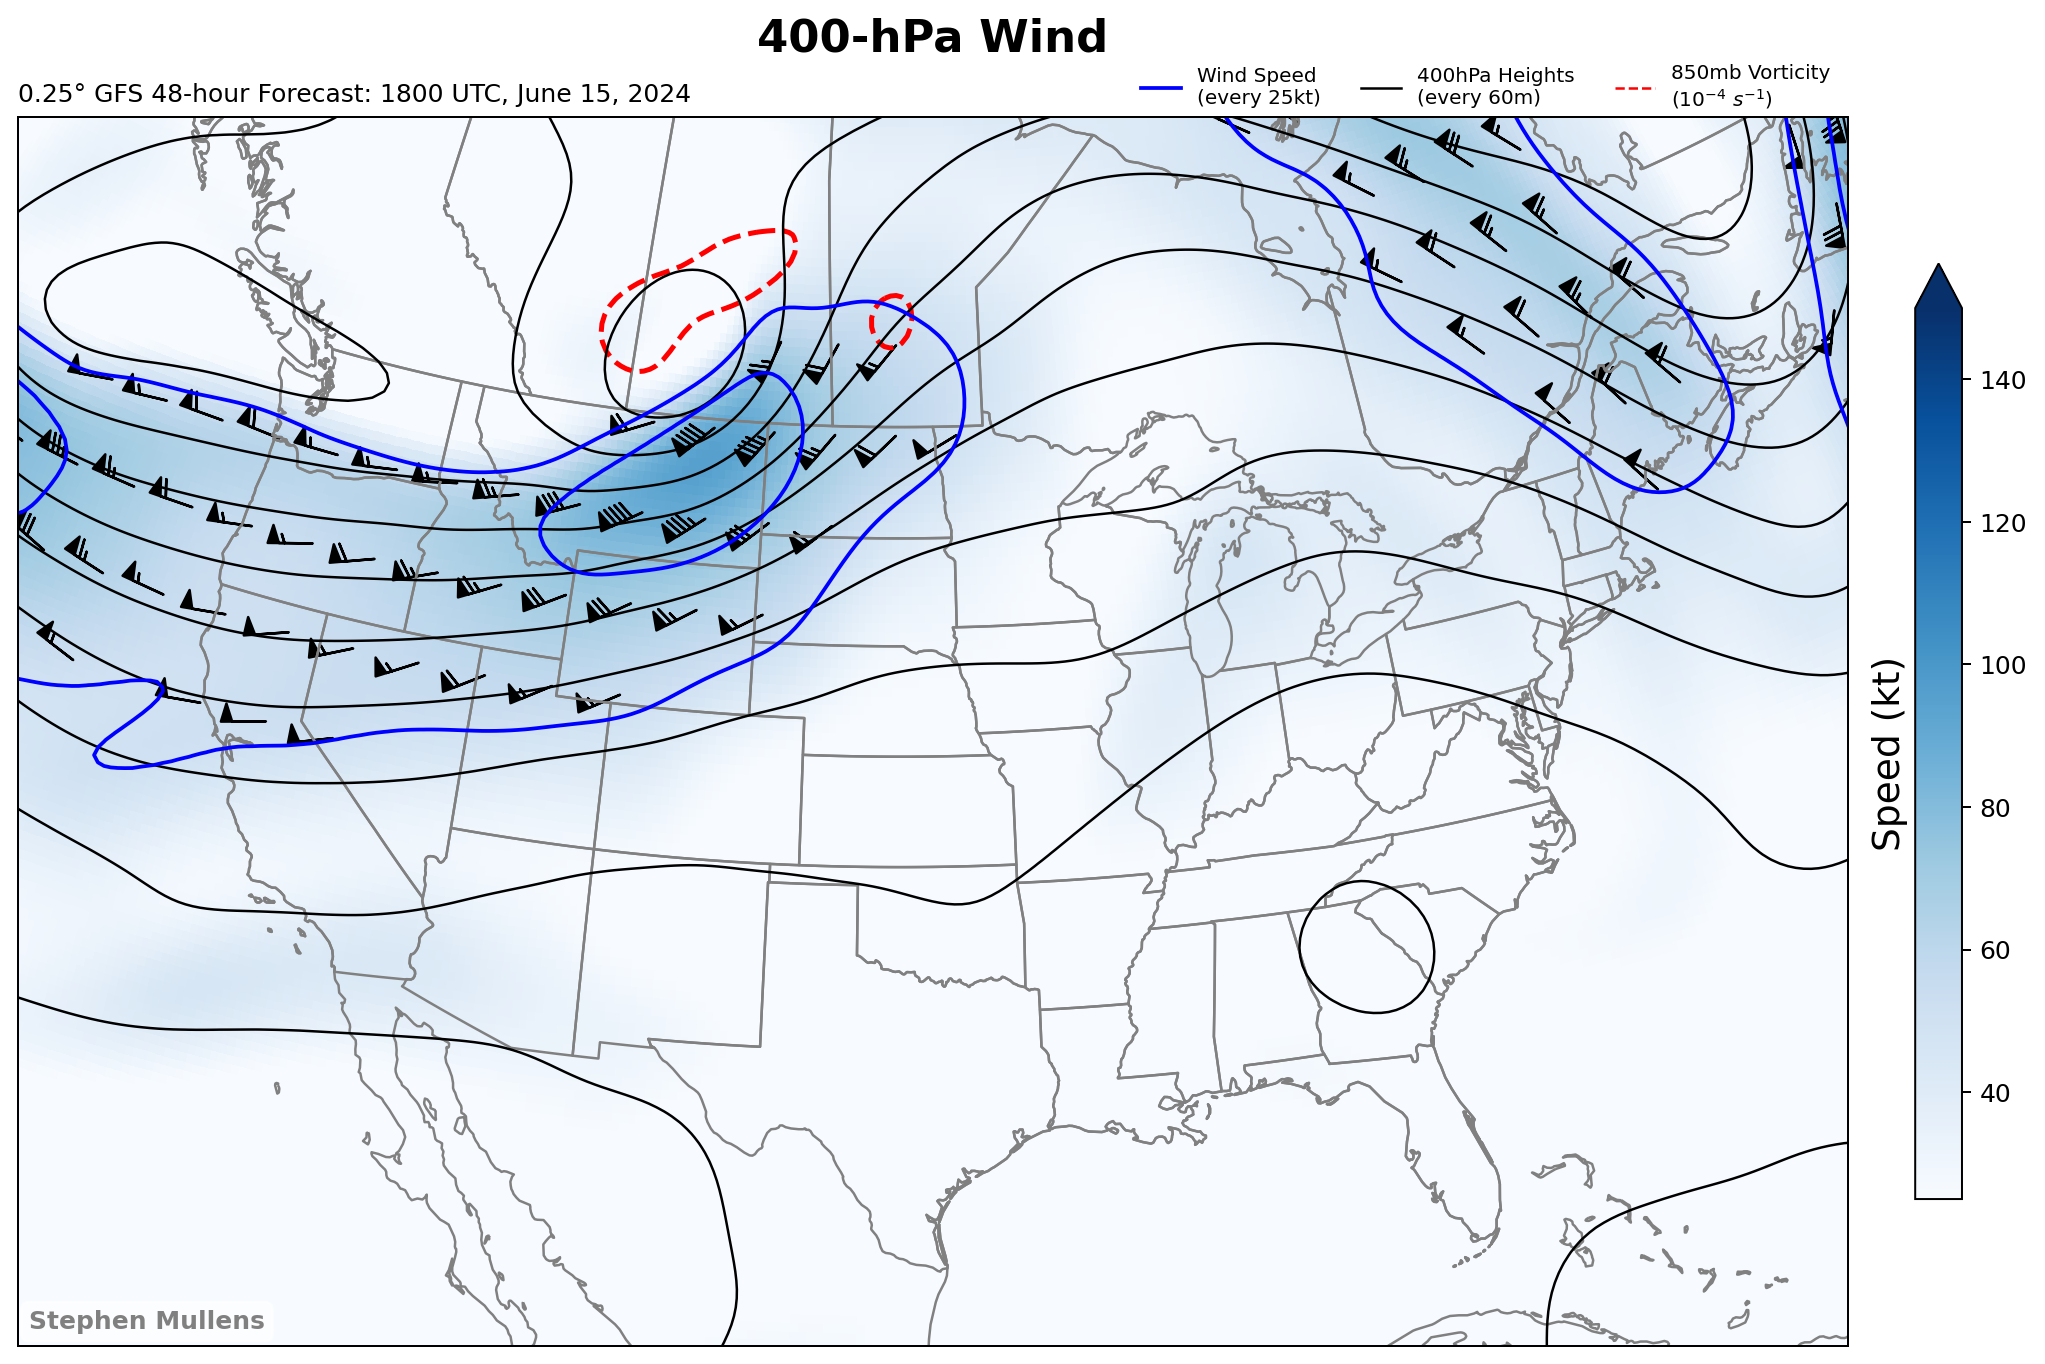 400-hPa Wind
0.25° GFS 48-hour Forecast: 1800 UTC, June 15, 2024
Wind Speed
(every 25kt)
400hPa Heights
(every 60m)
850mb Vorticity
(10⁻⁴ s⁻¹)
140
120
100
80
60
40
Speed (kt)
Stephen Mullens